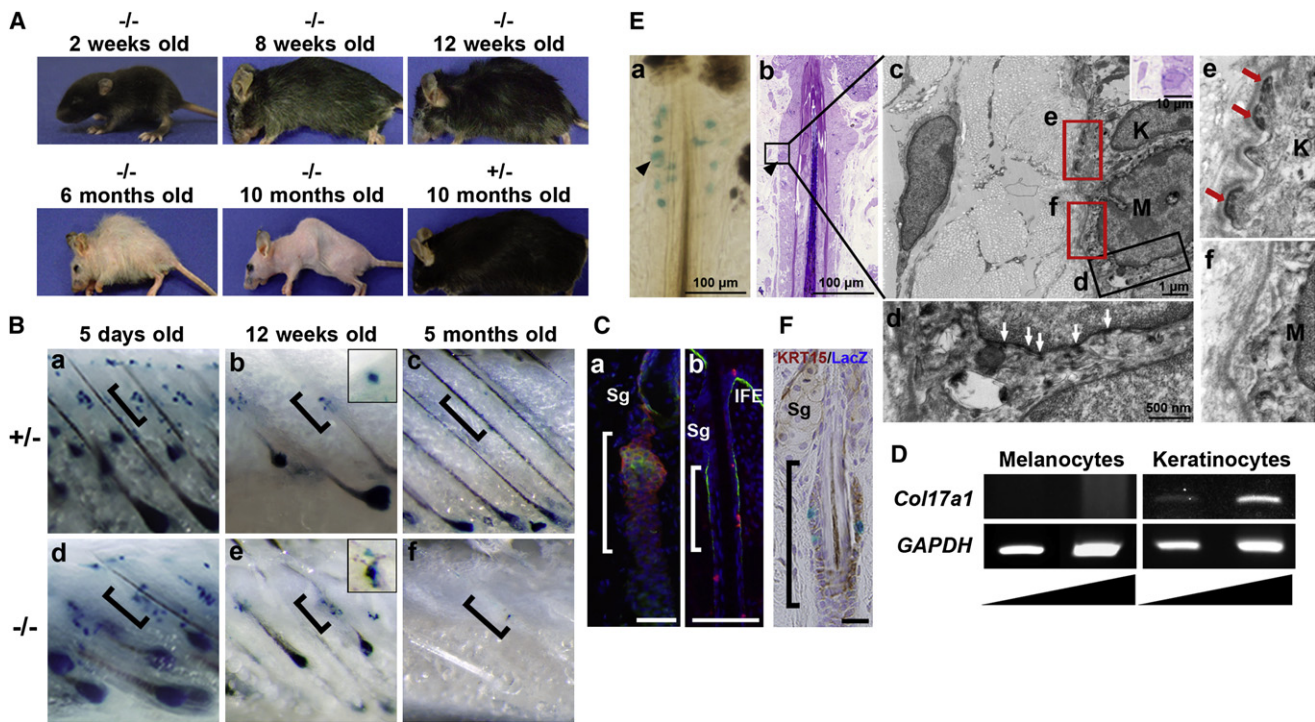 A
-/-
2 weeks old
-/-
8 weeks old
-/-
12 weeks old
-/-
6 months old
-/-
10 months old
+/-
10 months old
B
5 days old
12 weeks old
5 months old
+/-
a
b
c
-/-
d
e
f
C
a
Sg
b
IFE
Sg
F
KRT15/LacZ
Sg
E
a
100 μm
b
100 μm
c
10 μm
e
K
f
M
d
1 μm
d
500 nm
e
K
f
M
D
Melanocytes
Keratinocytes
Col17a1
GAPDH